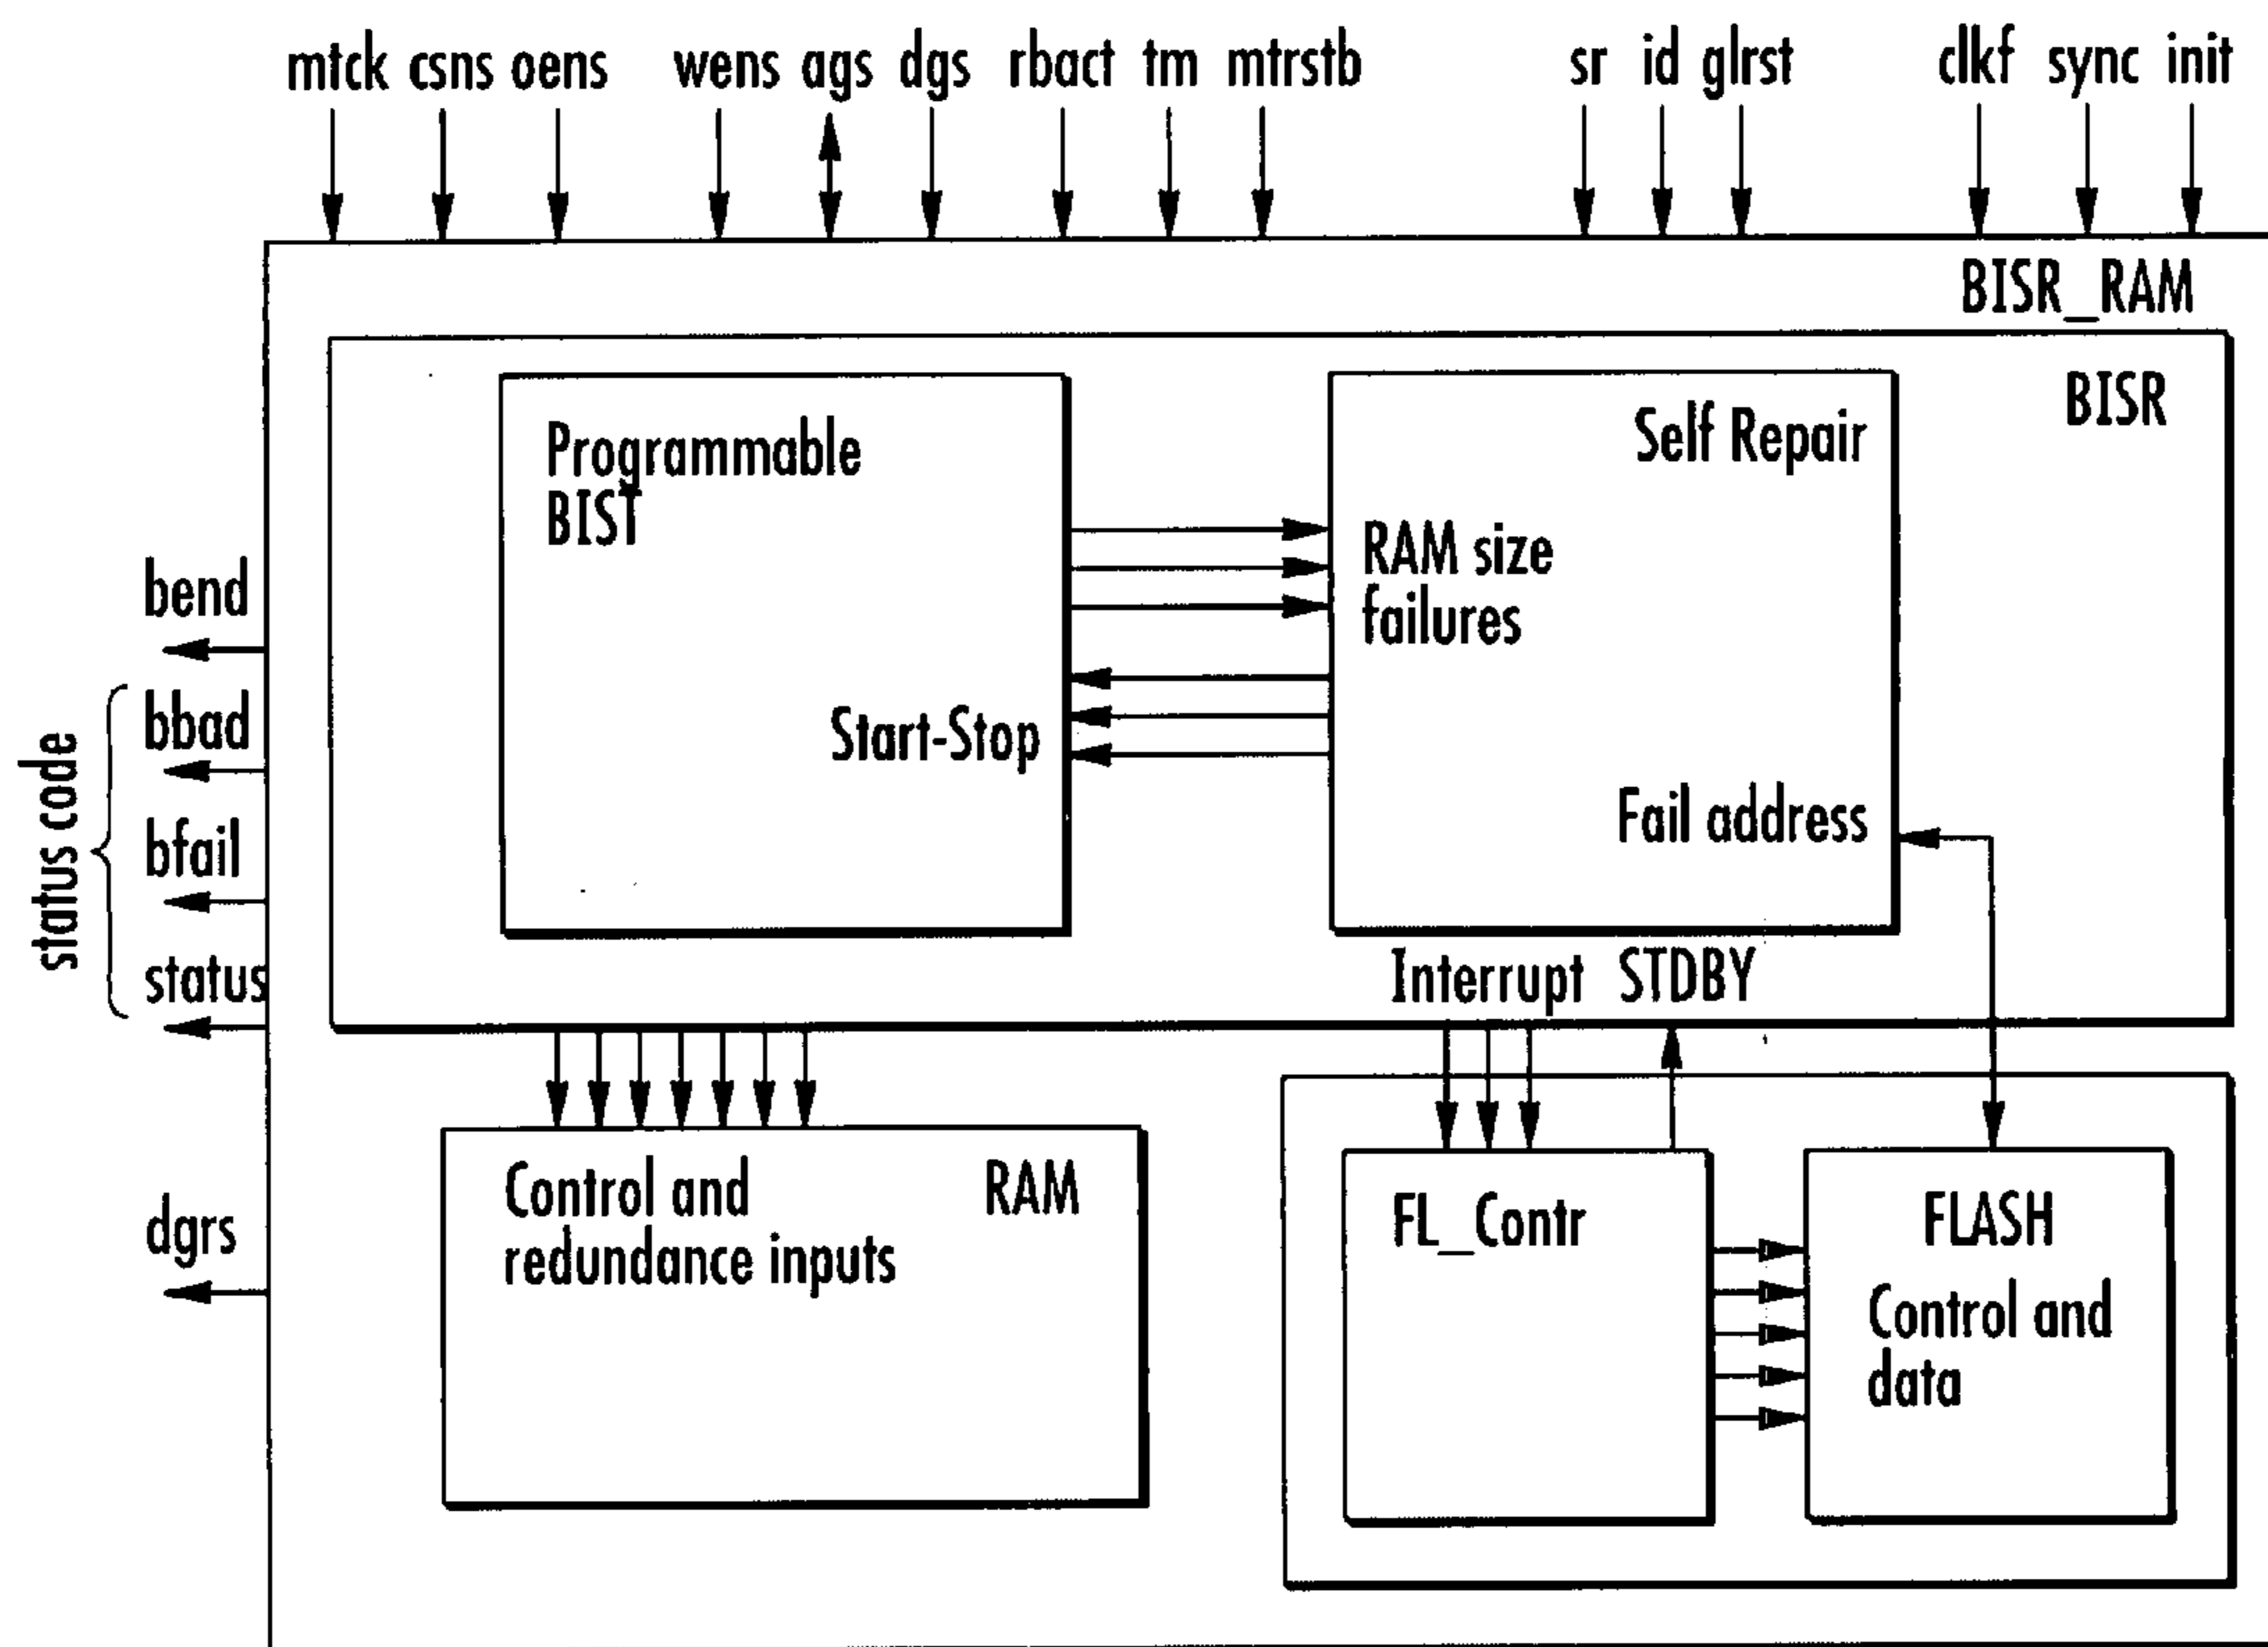 mtck csns oens wens ags dgs rbact tm mtrstb sr id glrst clkf sync init
BISR_RAM
BISR
Programmable
BIST
Self Repair
RAM size
failures
Start-Stop
Fail address
Interrupt STDBY
bend
bbad
bfail
status
status code
dgrs
Control and
redundance inputs
RAM
FL_Contr
FLASH
Control and
data